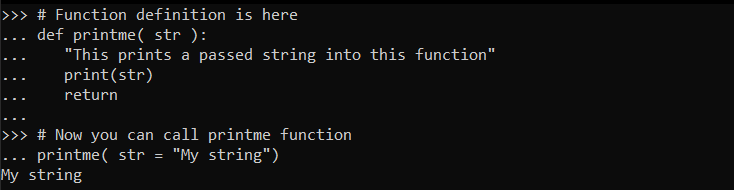 >>> # Function definition is here
... def printme( str ):
...    "This prints a passed string into this function"
...    print(str)
...    return
...
>>> # Now you can call printme function
... printme( str = "My string")
My string